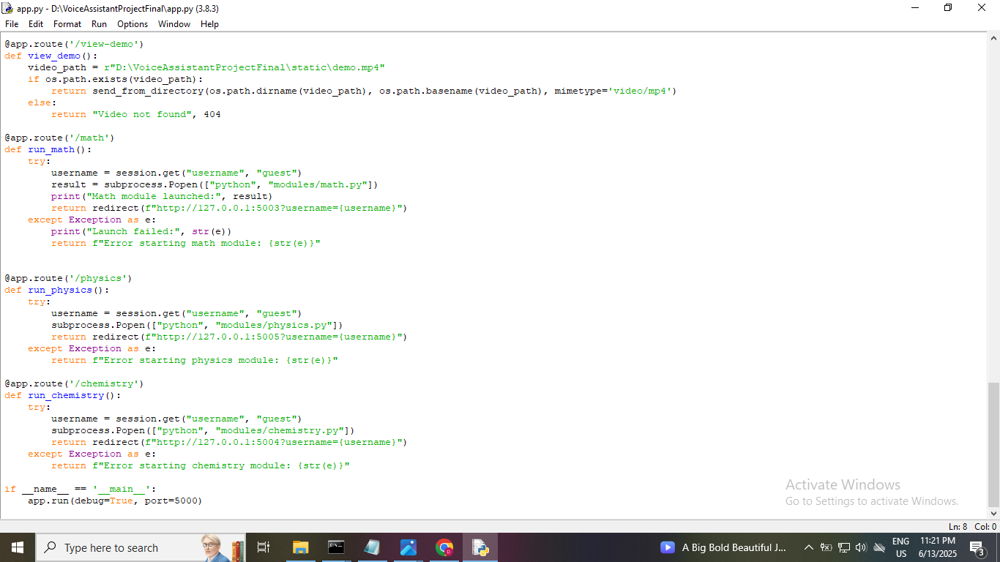 app.py - D:\VoiceAssistantProjectFinal\app.py (3.8.3)
File Edit Format Run Options Window Help
@app.route('/view-demo')
def view_demo():
    video_path = r"D:\VoiceAssistantProjectFinal\static\demo.mp4"
    if os.path.exists(video_path):
        return send_from_directory(os.path.dirname(video_path), os.path.basename(video_path), mimetype='video/mp4')
    else:
        return "Video not found", 404
@app.route('/math')
def run_math():
    try:
        username = session.get("username", "guest")
        result = subprocess.Popen(["python", "modules/math.py"])
        print("Math module launched:", result)
        return redirect(f"http://127.0.0.1:5003?username={username}")
    except Exception as e:
        print("Launch failed:", str(e))
        return f"Error starting math module: {str(e)}"
@app.route('/physics')
def run_physics():
    try:
        username = session.get("username", "guest")
        subprocess.Popen(["python", "modules/physics.py"])
        return redirect(f"http://127.0.0.1:5005?username={username}")
    except Exception as e:
        return f"Error starting physics module: {str(e)}"
@app.route('/chemistry')
def run_chemistry():
    try:
        username = session.get("username", "guest")
        subprocess.Popen(["python", "modules/chemistry.py"])
        return redirect(f"http://127.0.0.1:5004?username={username}")
    except Exception as e:
        return f"Error starting chemistry module: {str(e)}"
if __name__ == '__main__':
    app.run(debug=True, port=5000)
Activate Windows
Go to Settings to activate Windows.
Ln: 8 Col: 0
Type here to search
A Big Bold Beautiful J...
ENG
US
11:21 PM
6/13/2025
3